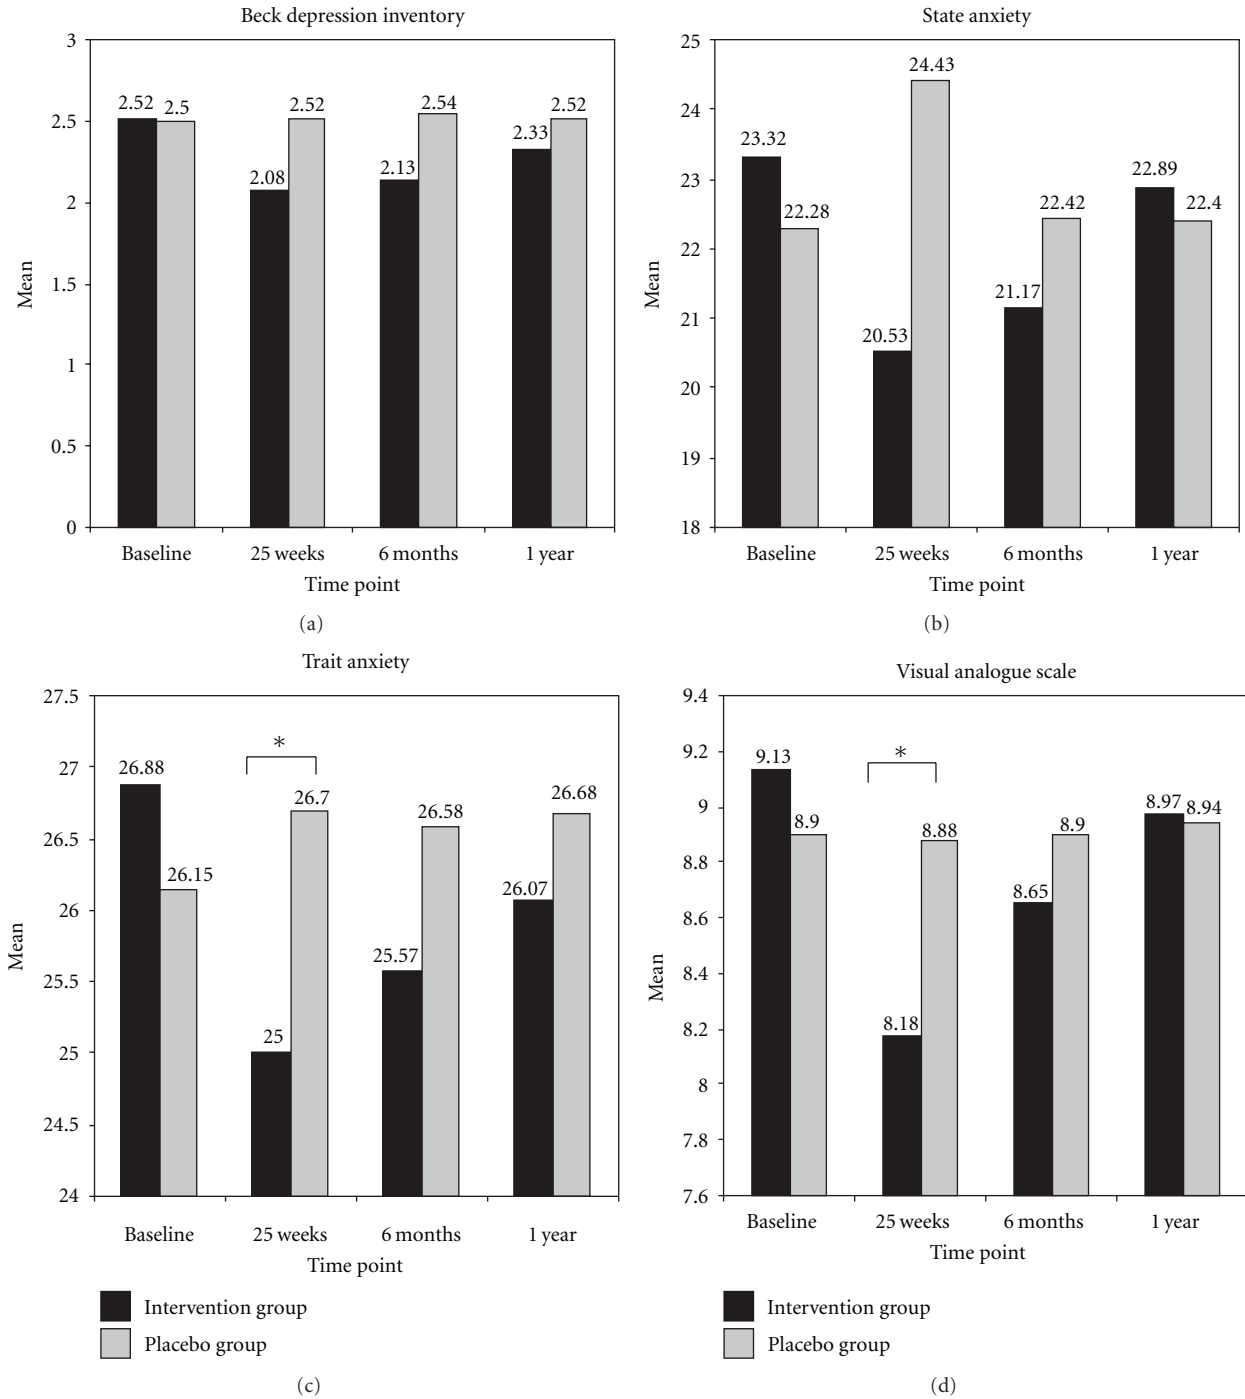 Beck depression inventory
3
2.5
2
1.5
1
0.5
0
Mean
2.52 2.5
2.08 2.52
2.13 2.54
2.33 2.52
Baseline 25 weeks 6 months 1 year
Time point
(a)
State anxiety
25
24
23
22
21
20
19
18
Mean
23.32 22.28
20.53 24.43
21.17 22.42
22.89 22.4
Baseline 25 weeks 6 months 1 year
Time point
(b)
Trait anxiety
27.5
27
26.5
26
25.5
25
24.5
24
Mean
26.88 26.15
*
25 26.7
25.57 26.58
26.07 26.68
Baseline 25 weeks 6 months 1 year
Time point
Intervention group
Placebo group
(c)
Visual analogue scale
9.4
9.2
9
8.8
8.6
8.4
8.2
8
7.8
7.6
Mean
9.13 8.9
*
8.18 8.88
8.65 8.9
8.97 8.94
Baseline 25 weeks 6 months 1 year
Time point
Intervention group
Placebo group
(d)